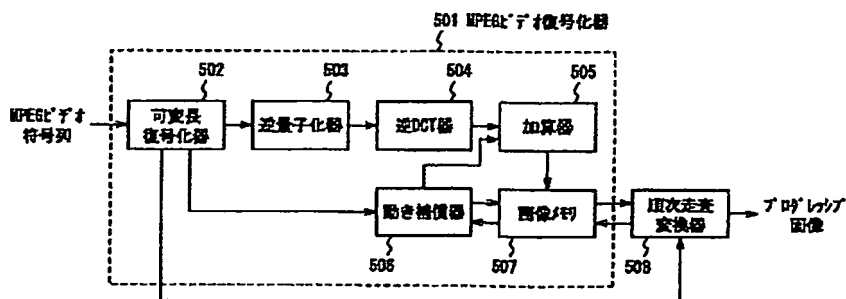 501 MPEGビデオ復号化器
502
503
504
505
MPEGビデオ
符号列
可変長
復号化器
逆量子化器
逆DCT器
加算器
動き補償器
画像メモリ
順次走査
変換器
プログレッシブ
画像
506
507
508